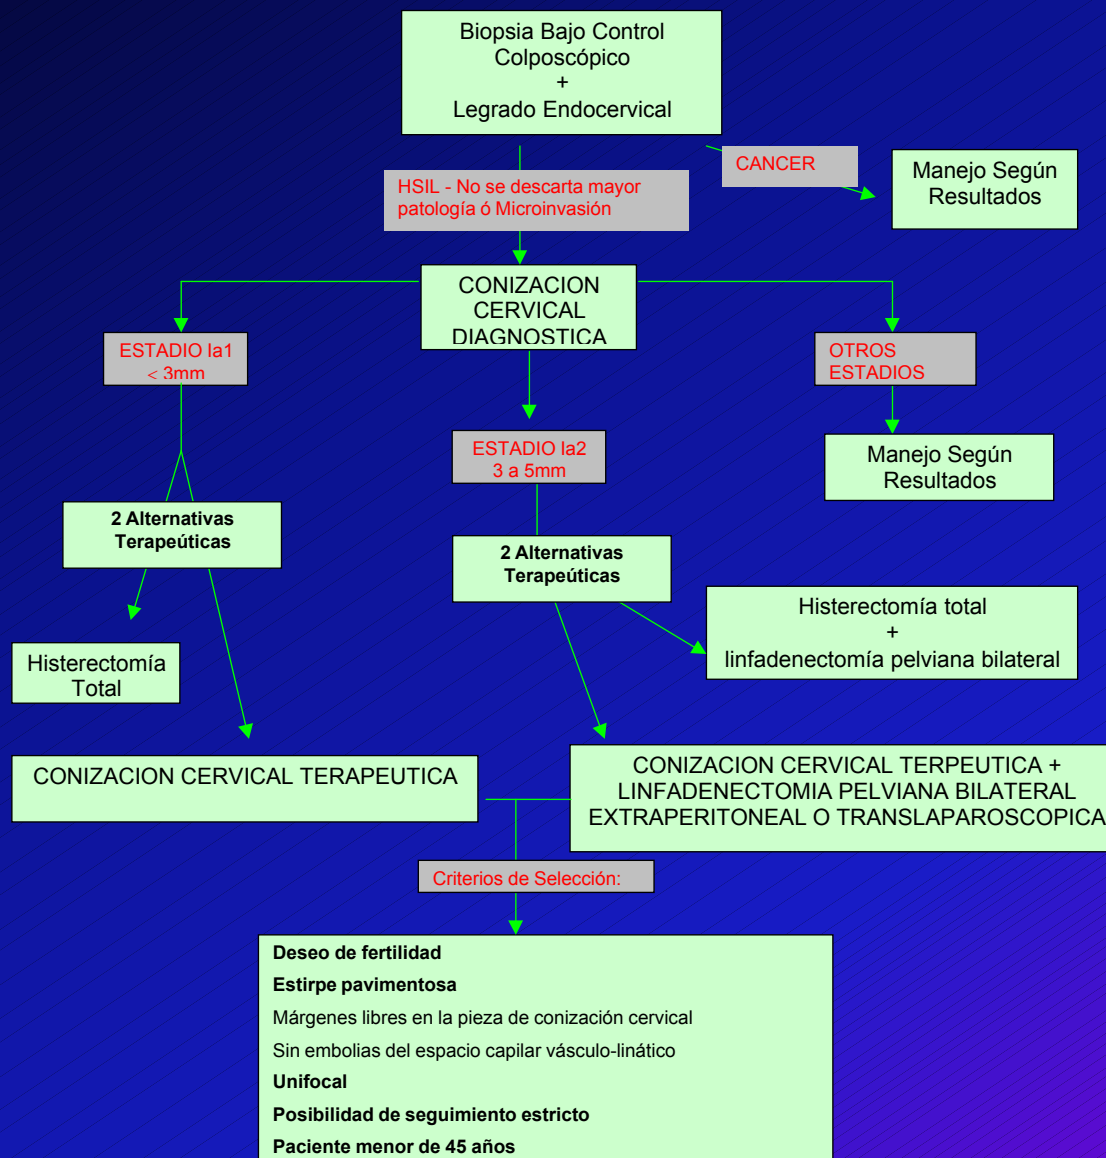 Biopsia Bajo Control
Colposcópico
+
Legrado Endocervical
CANCER
Manejo Según
Resultados
HSIL - No se descarta mayor
patología ó Microinvasión
CONIZACION
CERVICAL
DIAGNOSTICA
ESTADIO Ia1
< 3mm
OTROS
ESTADIOS
ESTADIO Ia2
3 a 5mm
Manejo Según
Resultados
2 Alternativas
Terapeúticas
2 Alternativas
Terapeúticas
Histerectomía total
+
linfadenectomía pelviana bilateral
Histerectomía
Total
CONIZACION CERVICAL TERAPEUTICA
CONIZACION CERVICAL TERPEUTICA +
LINFADENECTOMIA PELVIANA BILATERAL
EXTRAPERITONEAL O TRANSLAPAROSCOPICA
Criterios de Selección:
Deseo de fertilidad
Estirpe pavimentosa
Márgenes libres en la pieza de conización cervical
Sin embolias del espacio capilar vásculo-linático
Unifocal
Posibilidad de seguimiento estricto
Paciente menor de 45 años